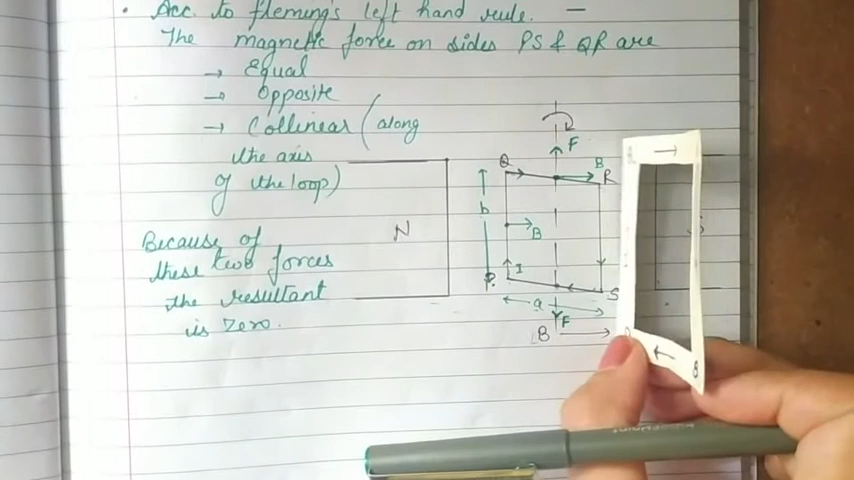 • Acc. to fleming's left hand rule. —
The magnetic force on sides PS & QR are
→ Equal
→ Opposite
→ Collinear (along
the axis
of the loop)
Because of
these two forces
the resultant
is zero.
N
F
Q
B
R
b
B
I
P
S
a
F
B